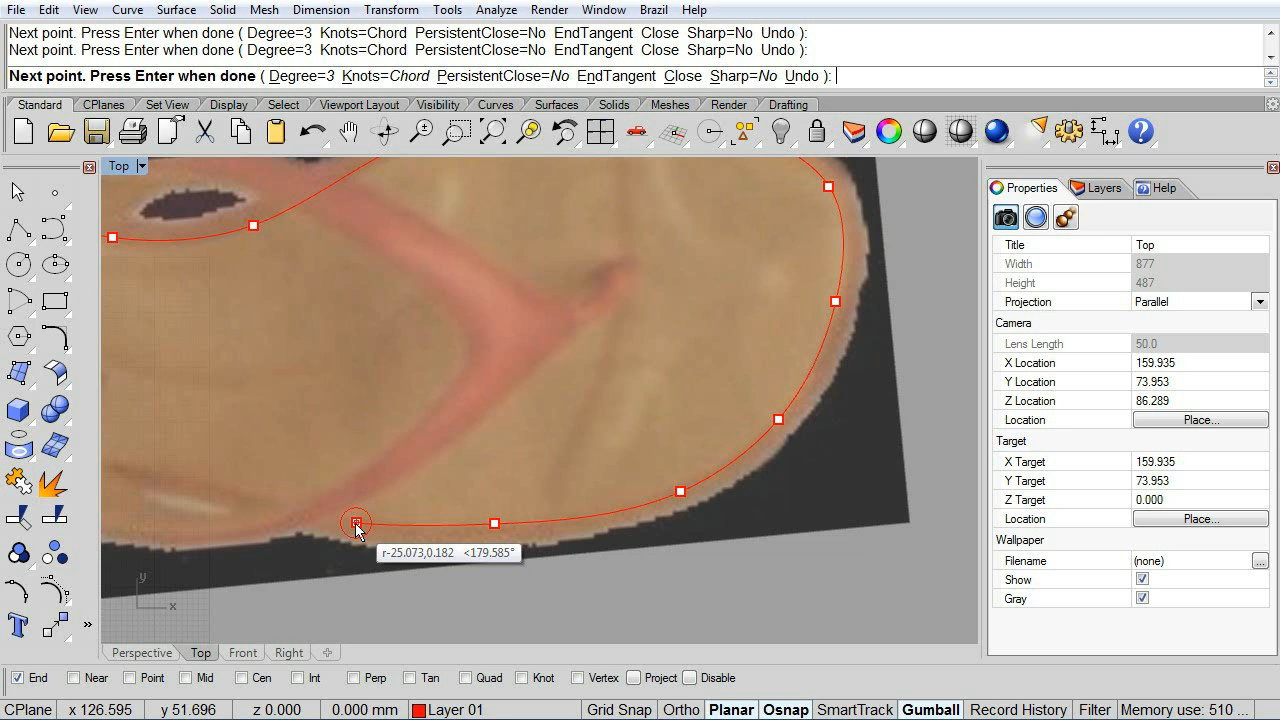 File Edit View Curve Surface Solid Mesh Dimension Transform Tools Analyze Render Window Brazil Help
Next point. Press Enter when done ( Degree=3 Knots=Chord PersistentClose=No EndTangent Close Sharp=No Undo ):
Next point. Press Enter when done ( Degree=3 Knots=Chord PersistentClose=No EndTangent Close Sharp=No Undo ):
Next point. Press Enter when done ( Degree=3 Knots=Chord PersistentClose=No EndTangent Close Sharp=No Undo ):
Standard CPlanes Set View Display Select Viewport Layout Visibility Curves Surfaces Solids Meshes Render Drafting
Top
Properties Layers Help
Title Top
Width 877
Height 487
Projection Parallel
Camera
Lens Length 50.0
X Location 159.935
Y Location 73.953
Z Location 86.289
Location Place...
Target
X Target 159.935
Y Target 73.953
Z Target 0.000
Location Place...
Wallpaper
Filename (none) ...
Show
Gray
r-25.073,0.182 <179.585°
y
x
Perspective Top Front Right
End Near Point Mid Cen Int Perp Tan Quad Knot Vertex Project Disable
CPlane x 126.595 y 51.696 z 0.000 0.000 mm Layer 01 Grid Snap Ortho Planar Osnap SmartTrack Gumball Record History Filter Memory use: 510 ...